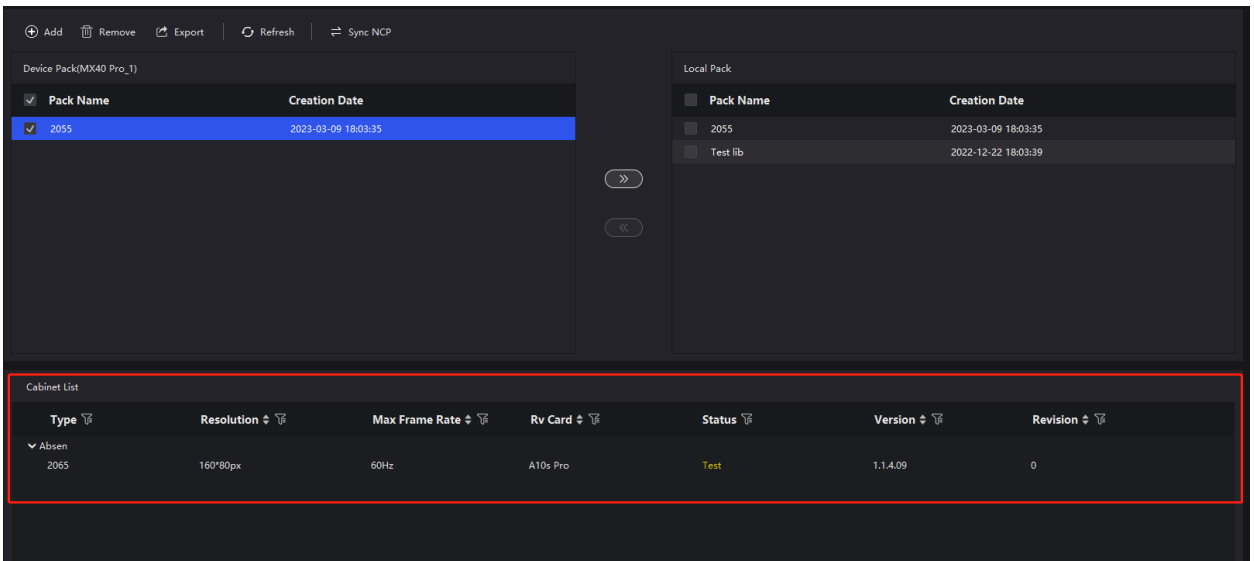 Add Remove Export Refresh Sync NCP
Device Pack(MX40 Pro_1)
Pack Name Creation Date
2055 2023-03-09 18:03:35
Local Pack
Pack Name Creation Date
2055 2023-03-09 18:03:35
Test lib 2022-12-22 18:03:39
Cabinet List
Type Resolution Max Frame Rate Rv Card Status Version Revision
Absen
2065 160*80px 60Hz A10s Pro Test 1.1.4.09 0